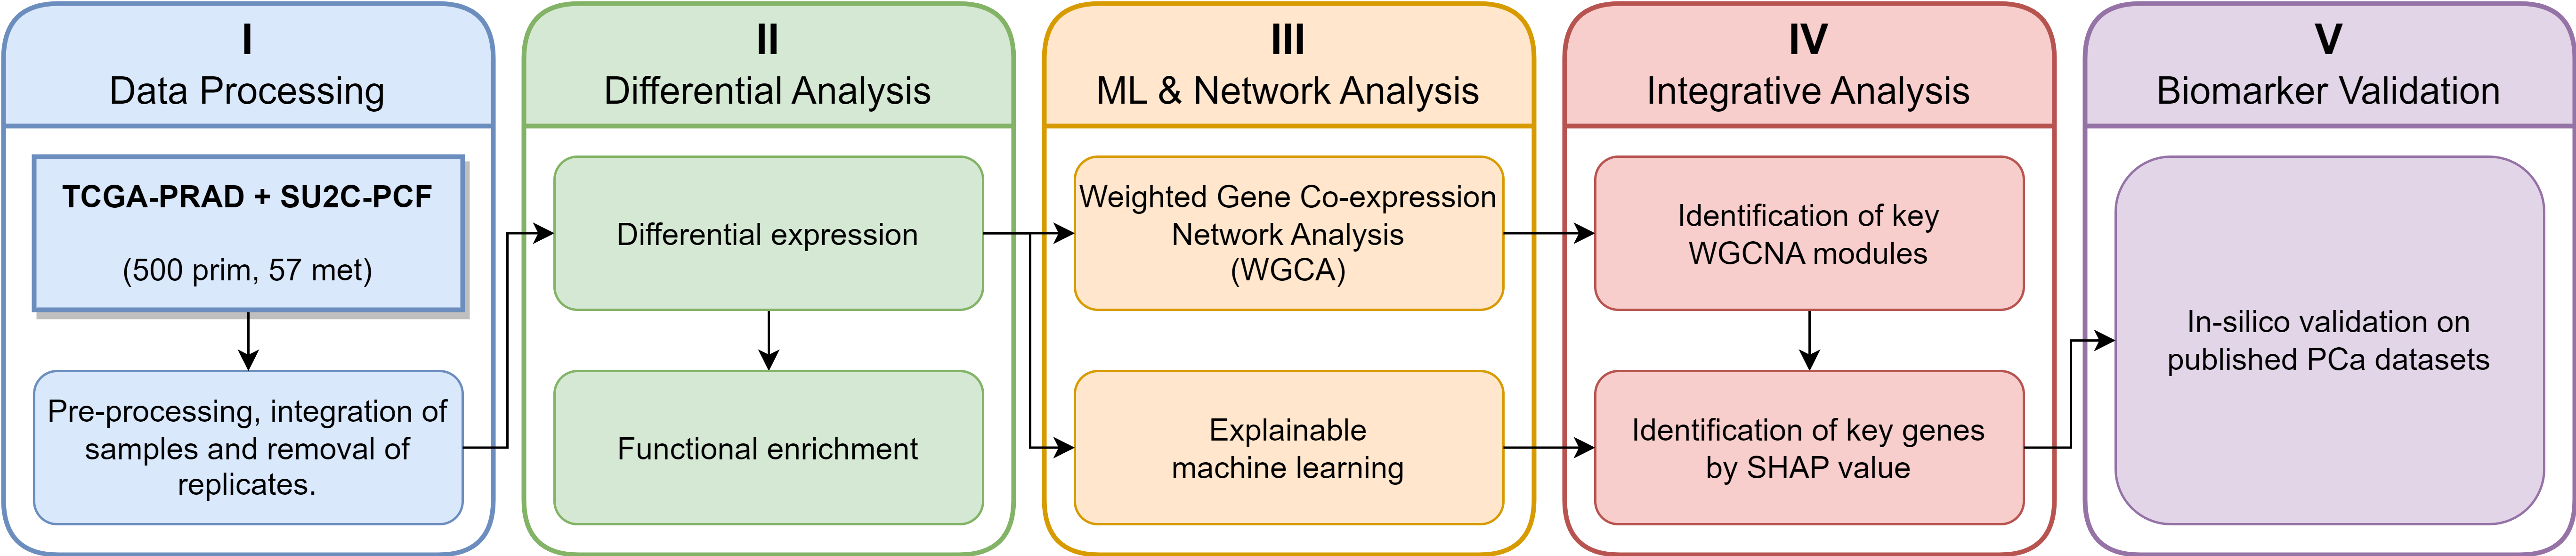 I
Data Processing
TCGA-PRAD + SU2C-PCF
(500 prim, 57 met)
Pre-processing, integration of
samples and removal of
replicates.
II
Differential Analysis
Differential expression
Functional enrichment
III
ML & Network Analysis
Weighted Gene Co-expression
Network Analysis
(WGCA)
Explainable
machine learning
IV
Integrative Analysis
Identification of key
WGCNA modules
Identification of key genes
by SHAP value
V
Biomarker Validation
In-silico validation on
published PCa datasets